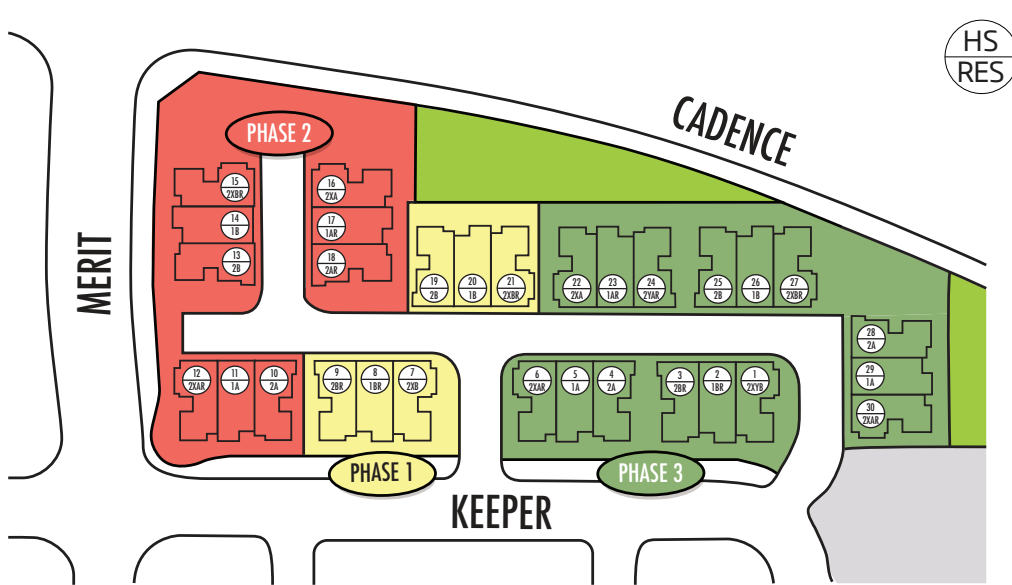 HS
RES
CADENCE
PHASE 2
MERIT
15
2XBR
14
1B
13
2B
16
2XA
17
1AR
18
2AR
19
2B
20
1B
21
2XBR
22
2XA
23
1AR
24
2YAR
25
2B
26
1B
27
2XBR
28
2A
29
1A
30
2XAR
12
2XAR
11
1A
10
2A
9
2BR
8
1BR
7
2XB
6
2XAR
5
1A
4
2A
3
2BR
2
1BR
1
2XYB
PHASE 1
PHASE 3
KEEPER